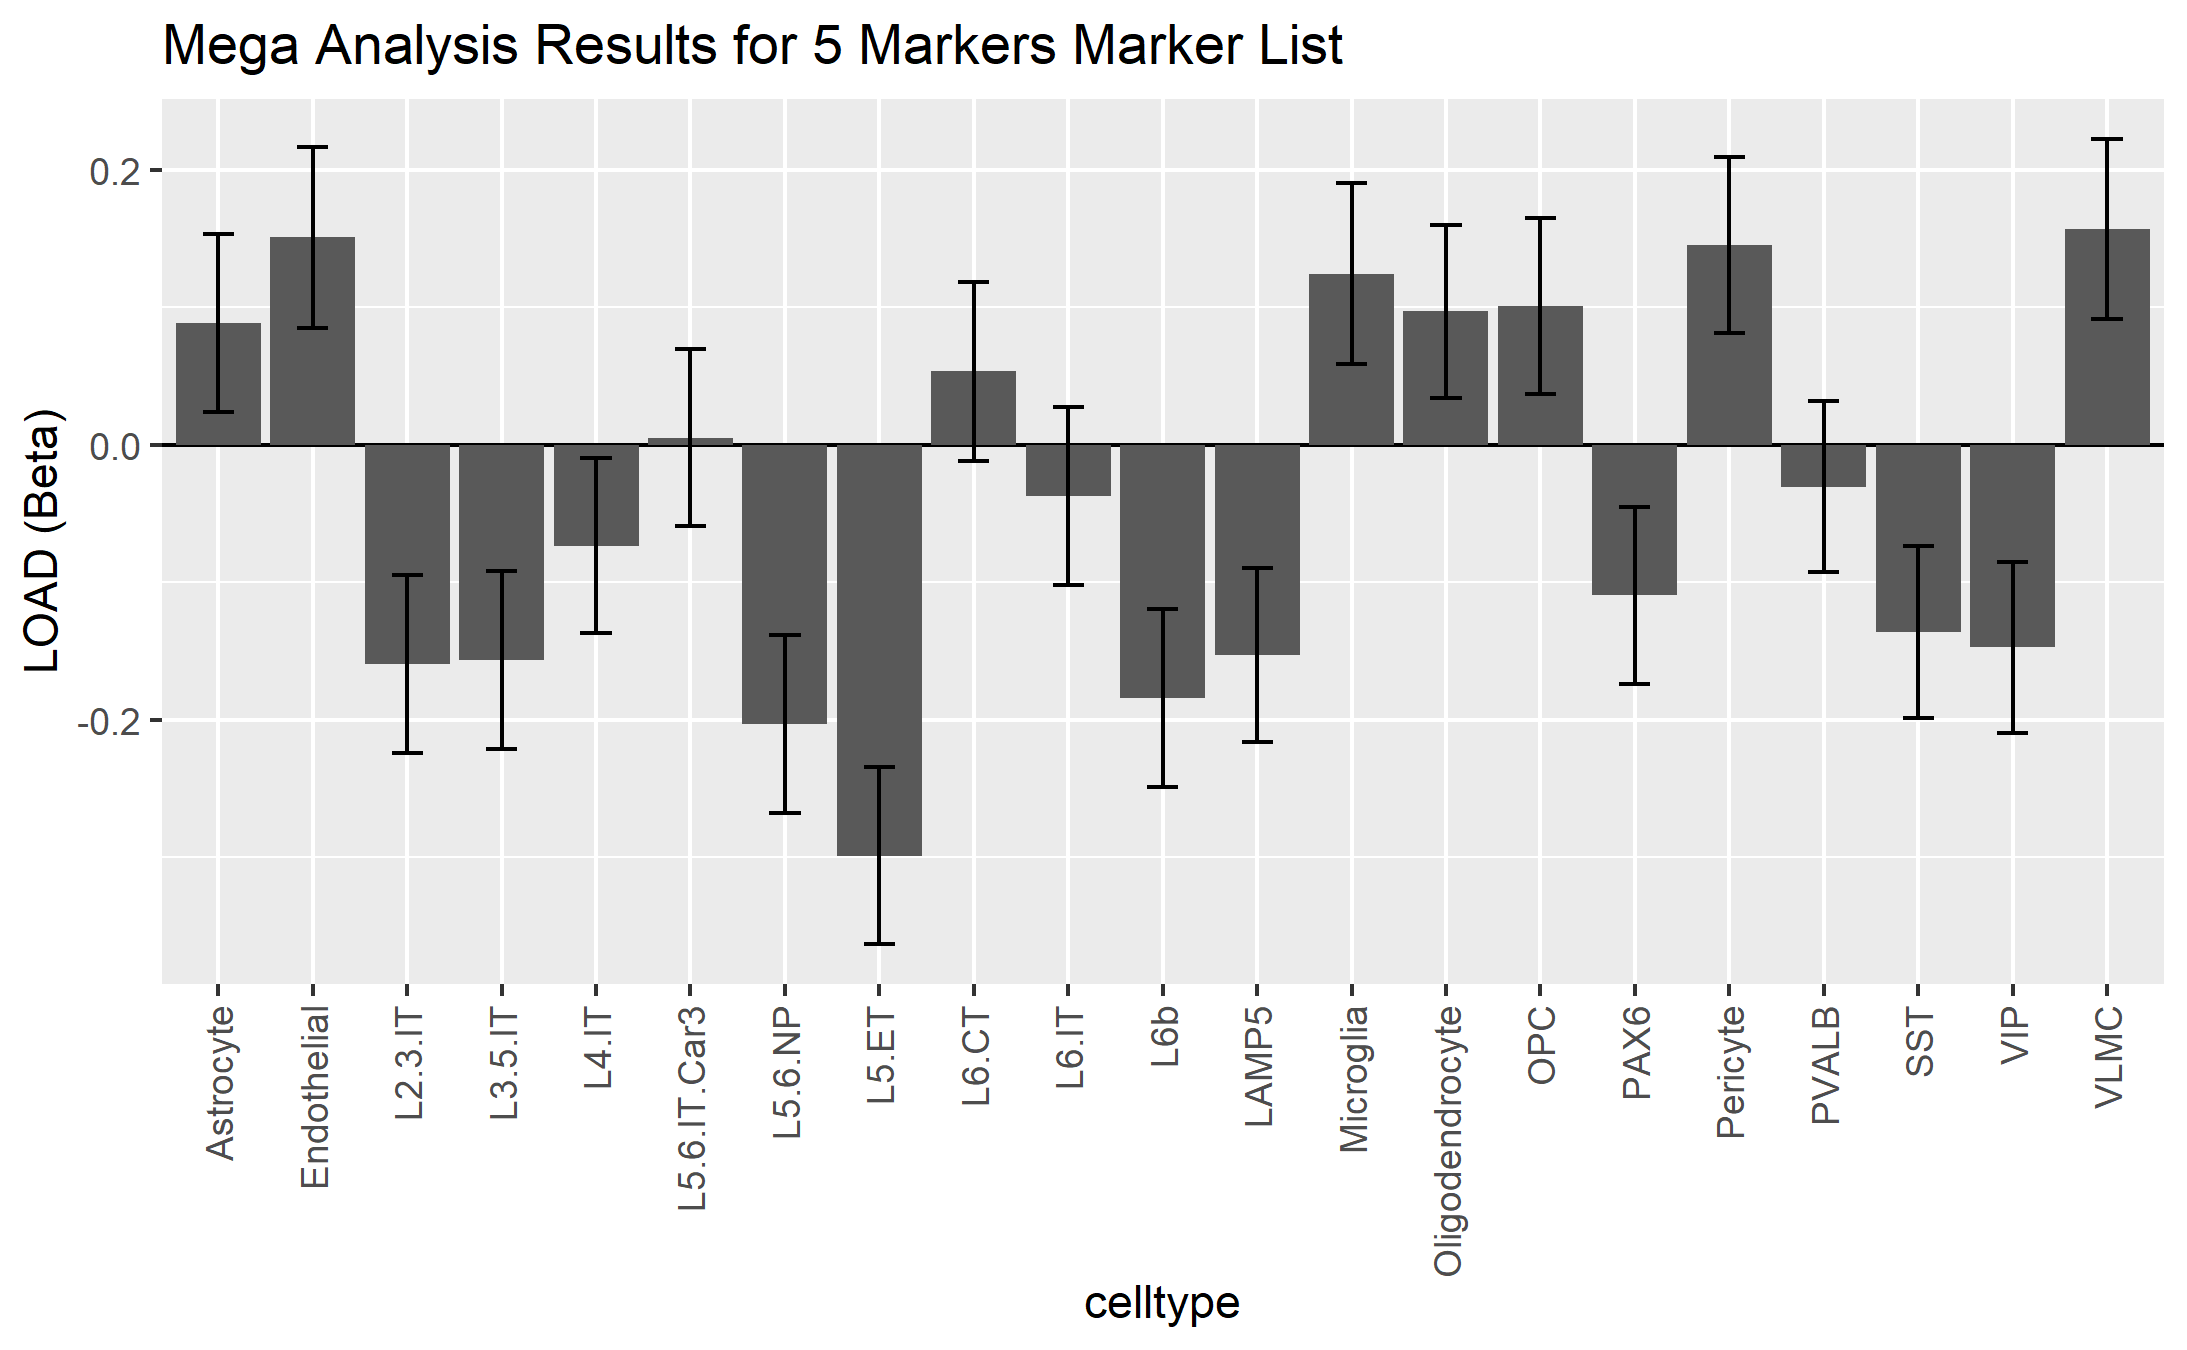 Mega Analysis Results for 5 Markers Marker List
LOAD (Beta)
0.2
0.0
-0.2
Astrocyte
Endothelial
L2.3.IT
L3.5.IT
L4.IT
L5.6.IT.Car3
L5.6.NP
L5.ET
L6.CT
L6.IT
L6b
LAMP5
Microglia
Oligodendrocyte
OPC
PAX6
Pericyte
PVALB
SST
VIP
VLMC
celltype